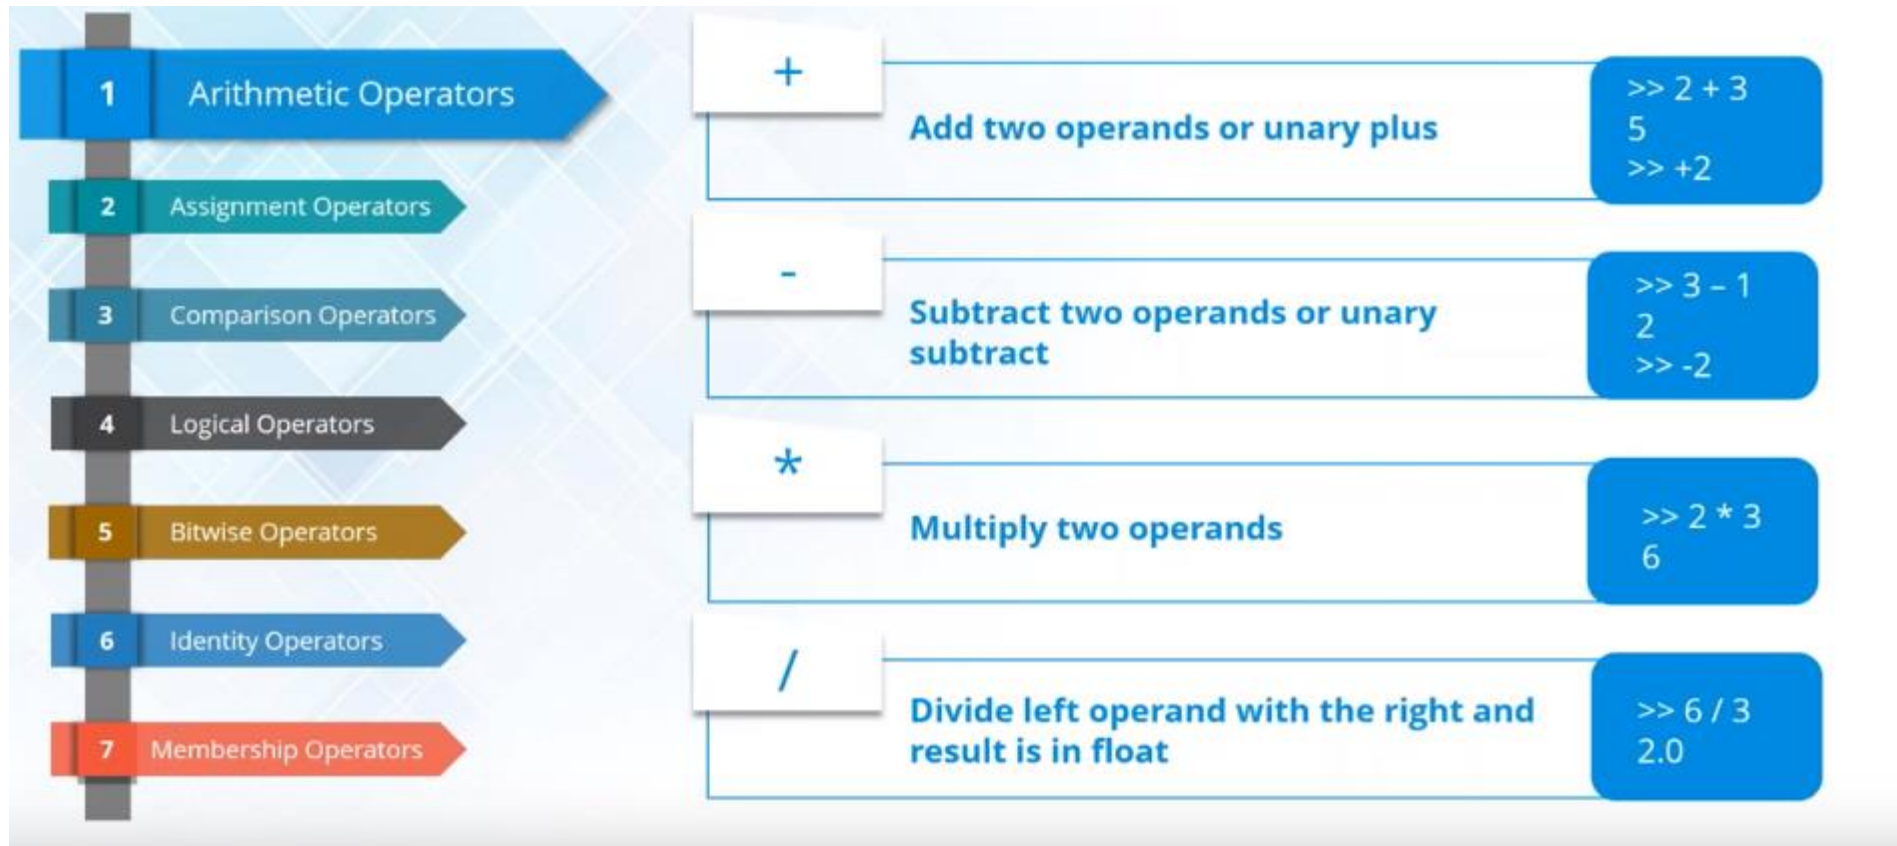 1 Arithmetic Operators
2 Assignment Operators
3 Comparison Operators
4 Logical Operators
5 Bitwise Operators
6 Identity Operators
7 Membership Operators
+
Add two operands or unary plus
>> 2 + 3
5
>> +2
-
Subtract two operands or unary
subtract
>> 3 – 1
2
>> -2
*
Multiply two operands
>> 2 * 3
6
/
Divide left operand with the right and
result is in float
>> 6 / 3
2.0